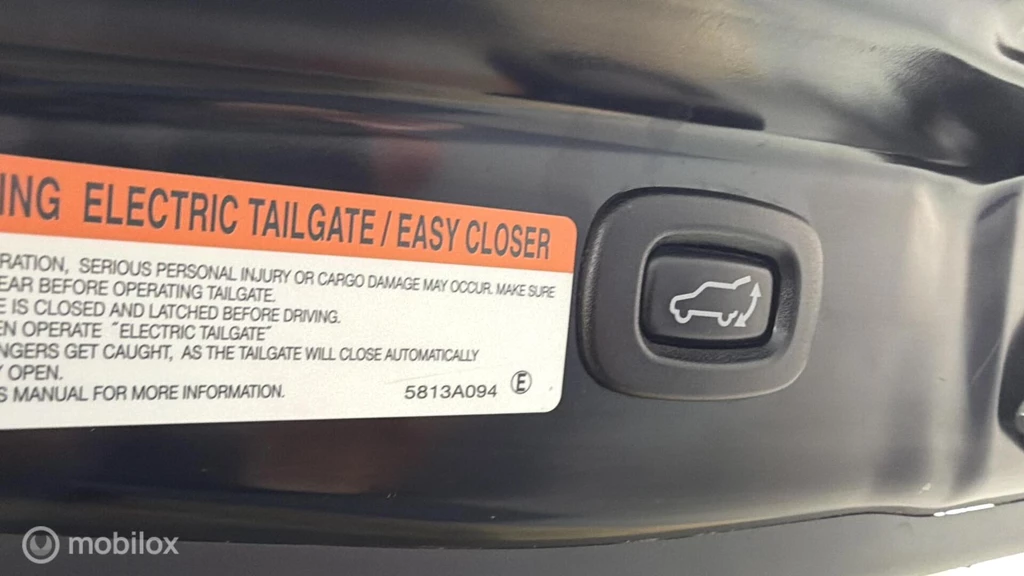 ING ELECTRIC TAILGATE / EASY CLOSER
RATION, SERIOUS PERSONAL INJURY OR CARGO DAMAGE MAY OCCUR. MAKE SURE
EAR BEFORE OPERATING TAILGATE.
E IS CLOSED AND LATCHED BEFORE DRIVING.
EN OPERATE "ELECTRIC TAILGATE"
NGERS GET CAUGHT, AS THE TAILGATE WILL CLOSE AUTOMATICALLY
Y OPEN.
S MANUAL FOR MORE INFORMATION.
5813A094 E
mobilox